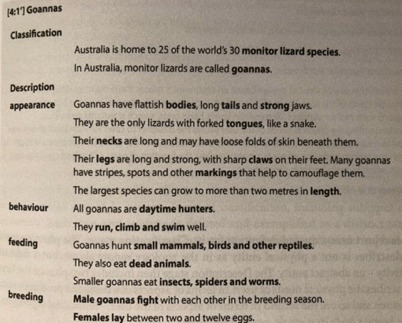 [4:1'] Goannas
Classification
Australia is home to 25 of the world's 30 monitor lizard species.
In Australia, monitor lizards are called goannas.
Description
appearance Goannas have flattish bodies, long tails and strong jaws.
They are the only lizards with forked tongues, like a snake.
Their necks are long and may have loose folds of skin beneath them.
Their legs are long and strong, with sharp claws on their feet. Many goannas
have stripes, spots and other markings that help to camouflage them.
The largest species can grow to more than two metres in length.
behaviour All goannas are daytime hunters.
They run, climb and swim well.
feeding Goannas hunt small mammals, birds and other reptiles.
They also eat dead animals.
Smaller goannas eat insects, spiders and worms.
breeding Male goannas fight with each other in the breeding season.
Females lay between two and twelve eggs.